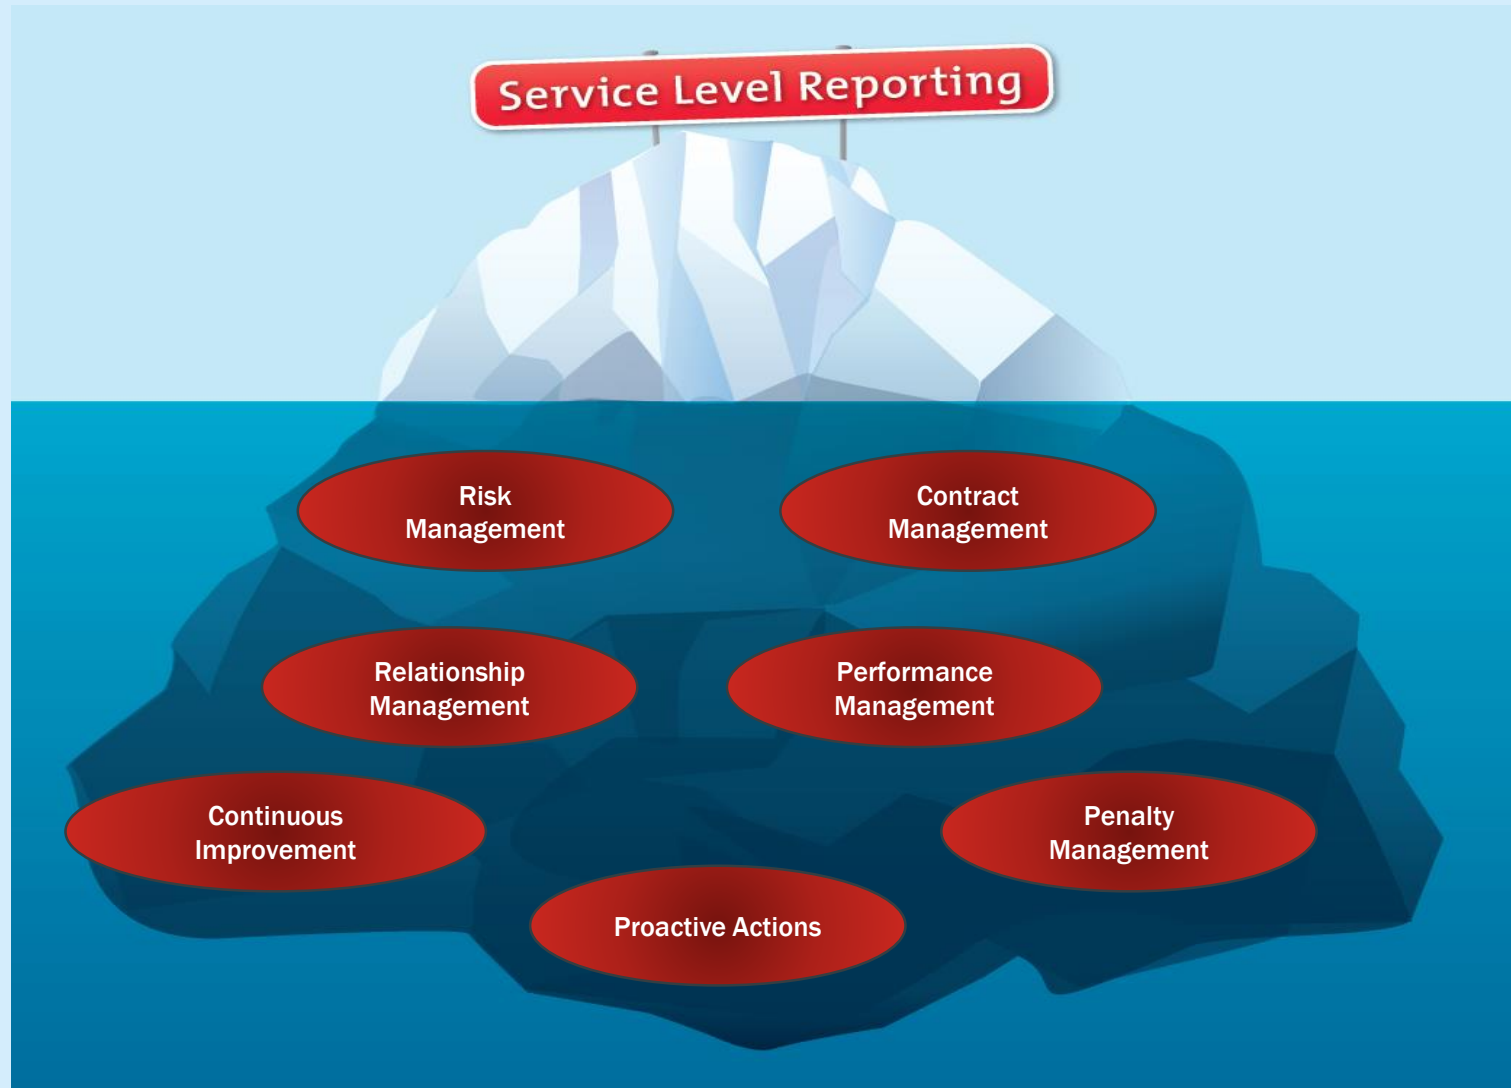 Service Level Reporting
Risk
Management
Contract
Management
Relationship
Management
Performance
Management
Continuous
Improvement
Penalty
Management
Proactive Actions